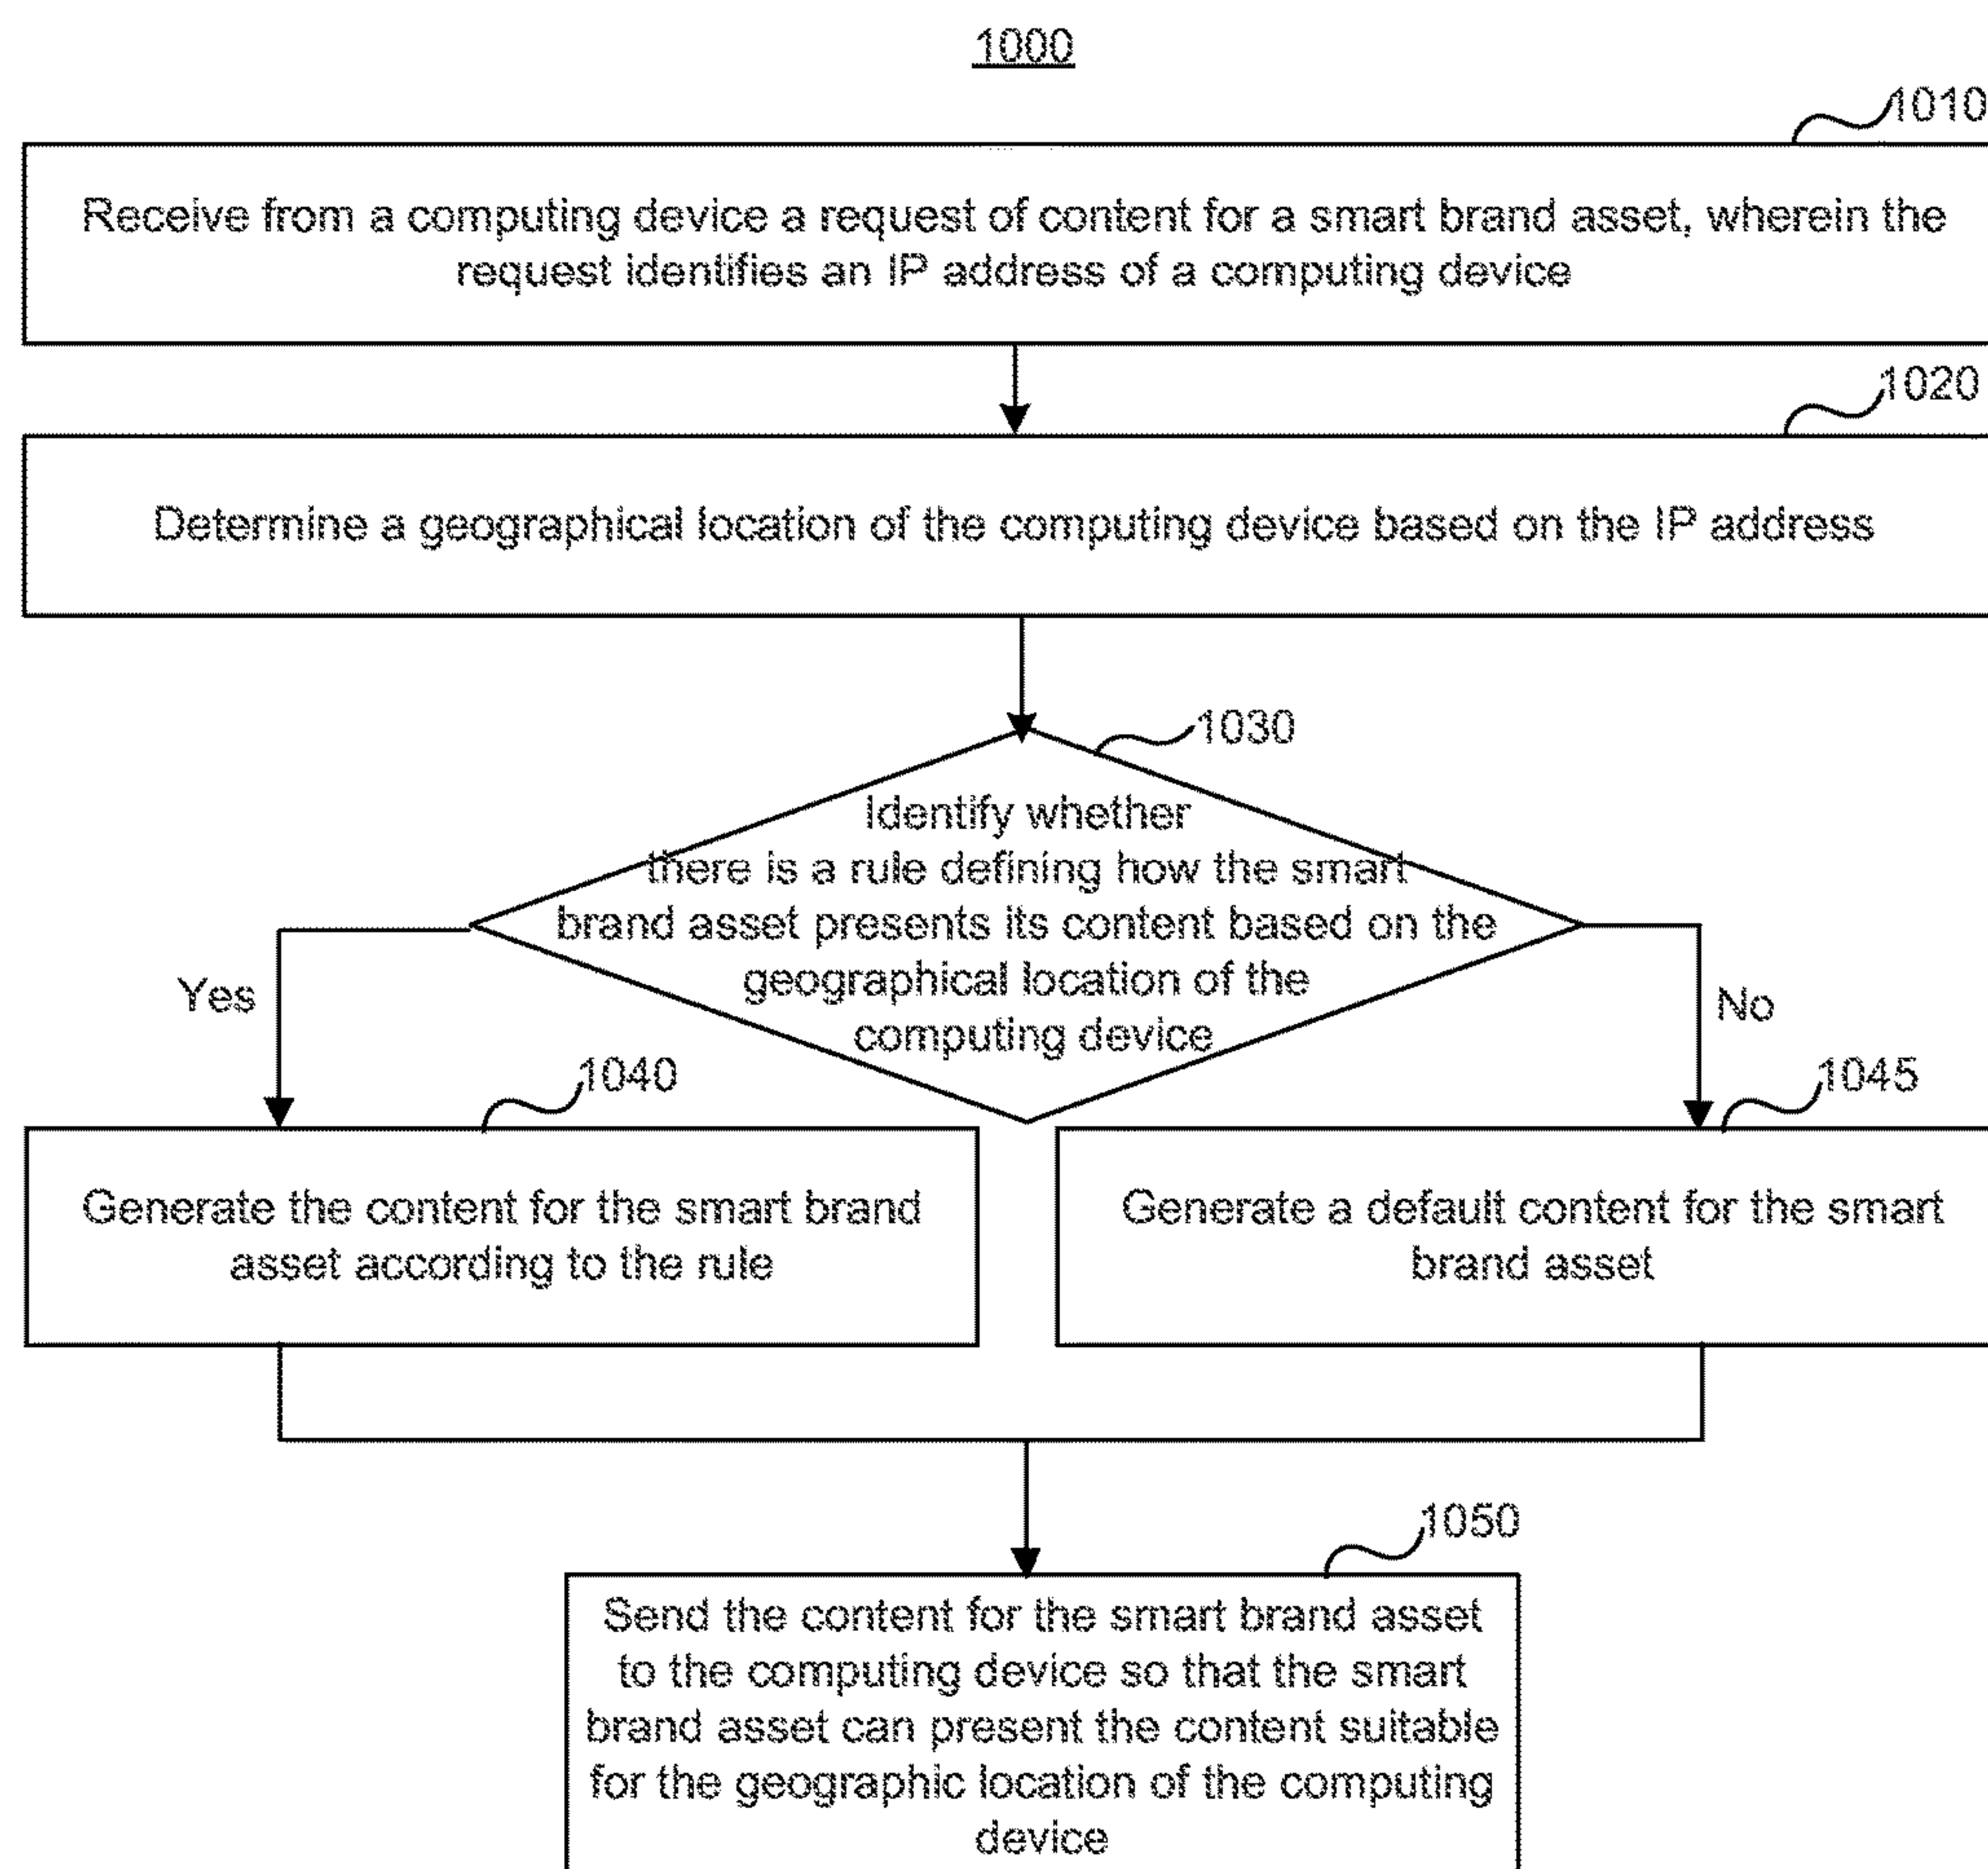 1000
1010
Receive from a computing device a request of content for a smart brand asset, wherein the
request identifies an IP address of a computing device
1020
Determine a geographical location of the computing device based on the IP address
1030
Identify whether
there is a rule defining how the smart
brand asset presents its content based on the
geographical location of the
computing device
Yes
No
1040
1045
Generate the content for the smart brand
asset according to the rule
Generate a default content for the smart
brand asset
1050
Send the content for the smart brand asset
to the computing device so that the smart
brand asset can present the content suitable
for the geographic location of the computing
device